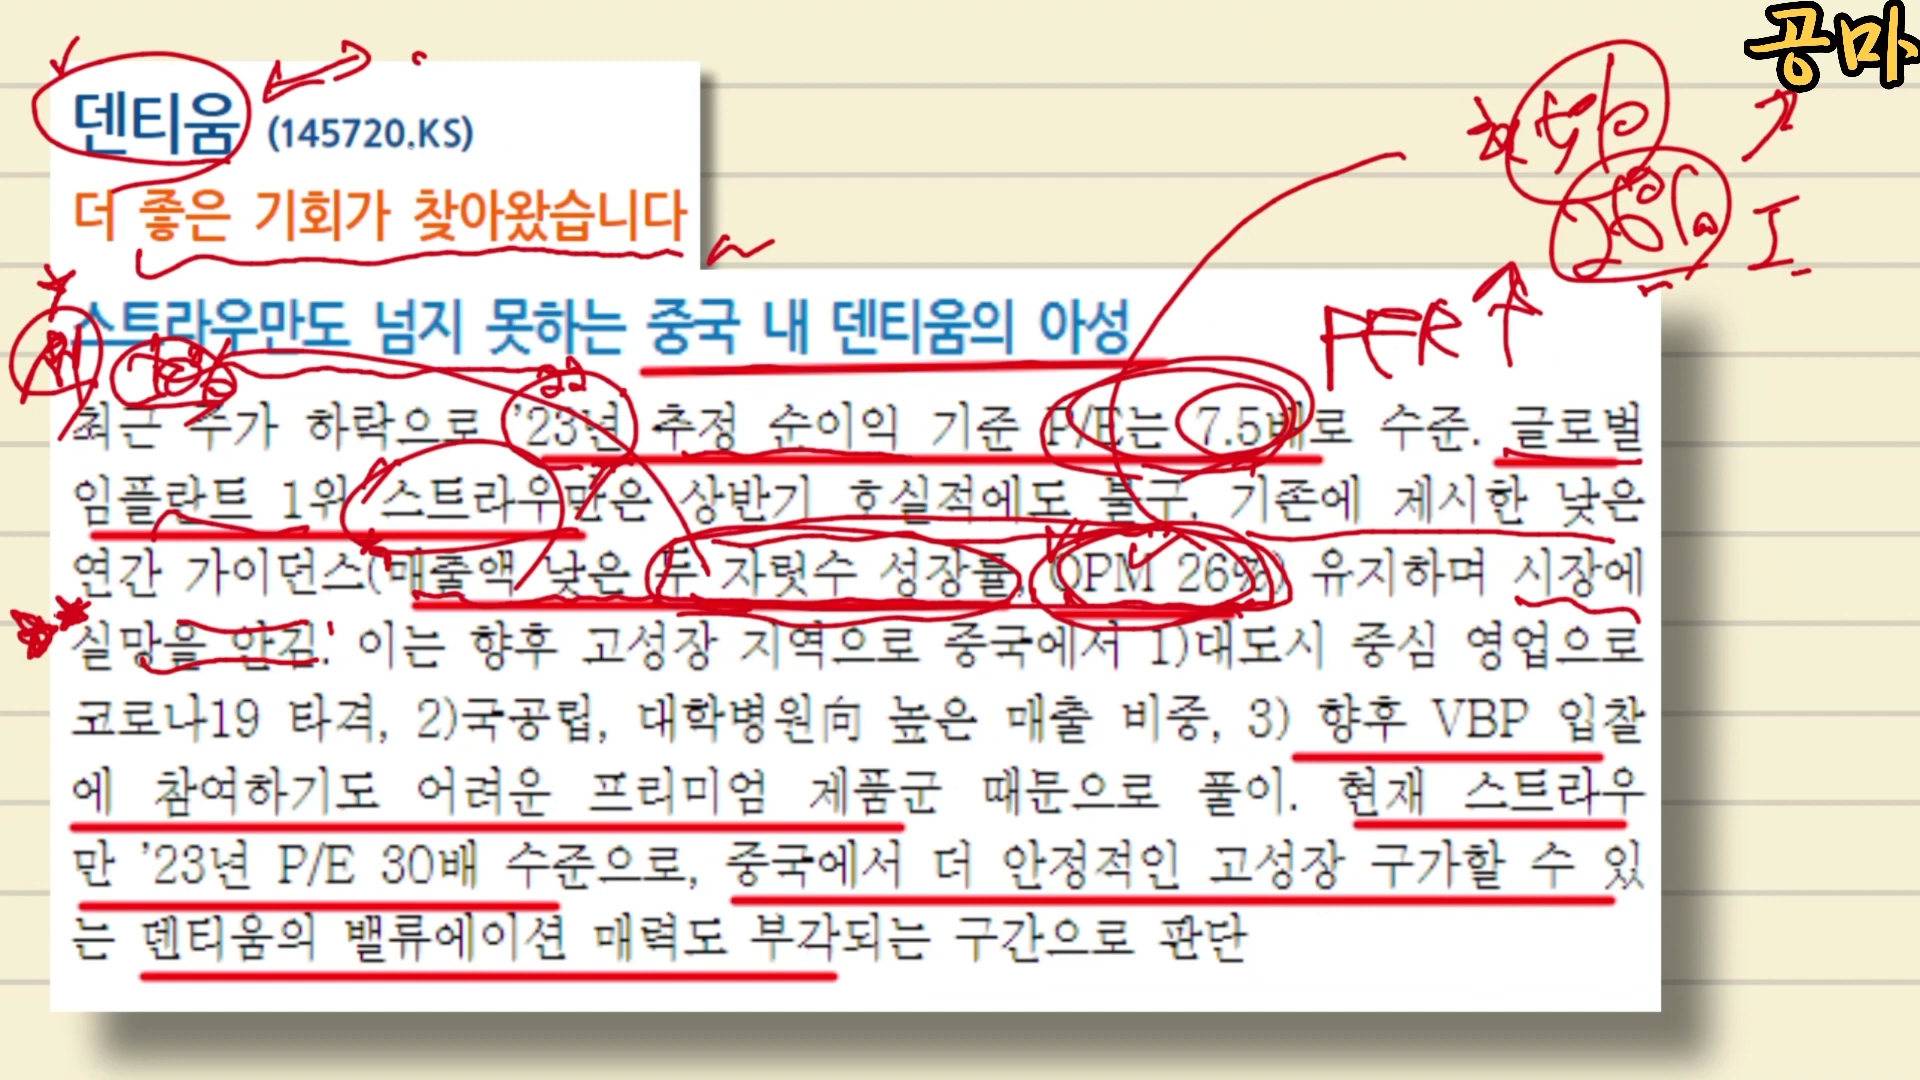 공마
덴티움 (145720.KS)
더 좋은 기회가 찾아왔습니다
스트라우만도 넘지 못하는 중국 내 덴티움의 아성
PER
22
최근 주가 하락으로 '23년 추정 순이익 기준 P/E는 7.5배로 수준. 글로벌
임플란트 1위 스트라우만은 상반기 호실적에도 불구, 기존에 제시한 낮은
연간 가이던스(매출액 낮은 두 자릿수 성장률, OPM 26%) 유지하며 시장에
실망을 안김. 이는 향후 고성장 지역으로 중국에서 1)대도시 중심 영업으로
코로나19 타격, 2)국공립, 대학병원向 높은 매출 비중, 3) 향후 VBP 입찰
에 참여하기도 어려운 프리미엄 제품군 때문으로 풀이. 현재 스트라우
만 '23년 P/E 30배 수준으로, 중국에서 더 안정적인 고성장 구가할 수 있
는 덴티움의 밸류에이션 매력도 부각되는 구간으로 판단